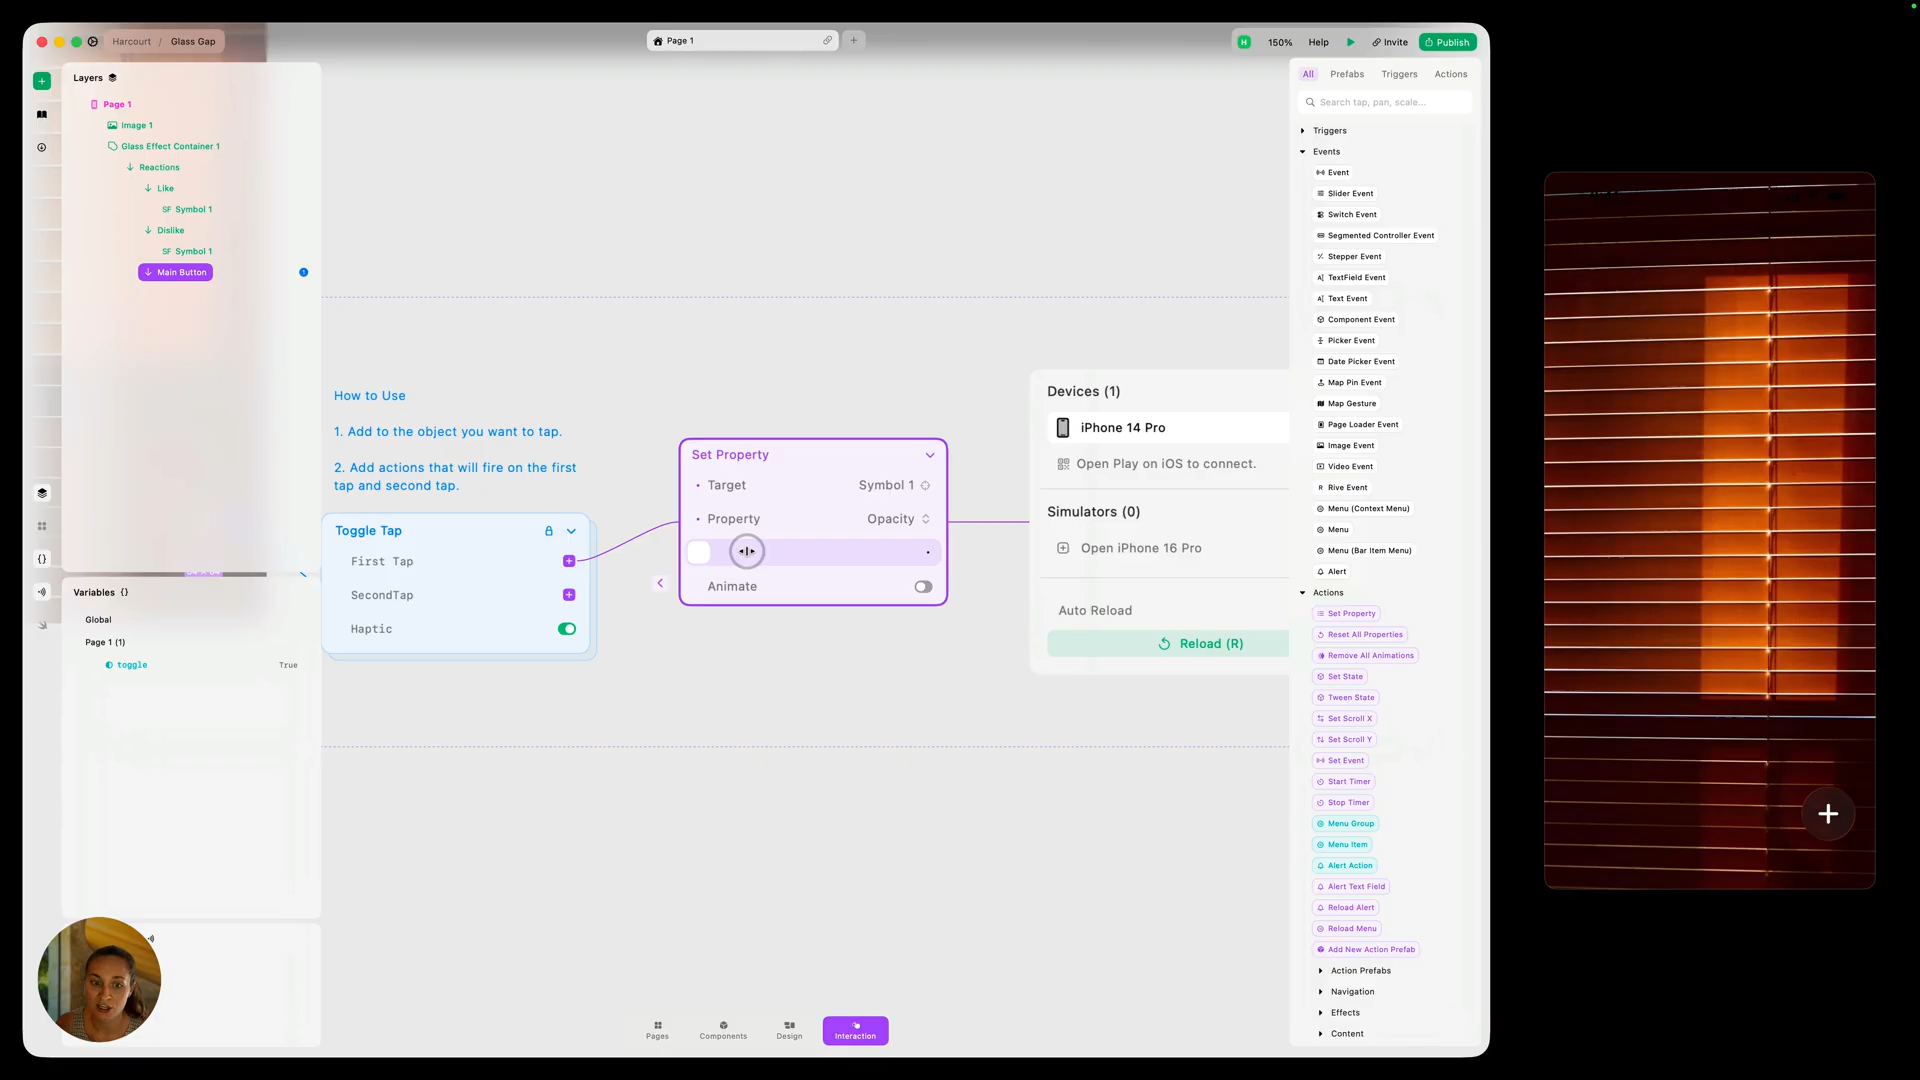 Harcourt / Glass Gap
Page 1
H
150%
Help
Invite
Publish
Layers
Page 1
Image 1
Glass Effect Container 1
Reactions
Like
SF Symbol 1
Dislike
SF Symbol 1
Main Button
1
Variables {}
Global
Page 1 (1)
toggle True
How to Use
1. Add to the object you want to tap.
2. Add actions that will fire on the first
tap and second tap.
Toggle Tap
First Tap
SecondTap
Haptic
Set Property
Target Symbol 1
Property Opacity
Animate
Devices (1)
iPhone 14 Pro
Open Play on iOS to connect.
Simulators (0)
Open iPhone 16 Pro
Auto Reload
Reload (R)
Pages
Components
Design
Interaction
All Prefabs Triggers Actions
Search tap, pan, scale...
Triggers
Events
Event
Slider Event
Switch Event
Segmented Controller Event
Stepper Event
TextField Event
Text Event
Component Event
Picker Event
Date Picker Event
Map Pin Event
Map Gesture
Page Loader Event
Image Event
Video Event
Rive Event
Menu (Context Menu)
Menu
Menu (Bar Item Menu)
Alert
Actions
Set Property
Reset All Properties
Remove All Animations
Set State
Tween State
Set Scroll X
Set Scroll Y
Set Event
Start Timer
Stop Timer
Menu Group
Menu Item
Alert Action
Alert Text Field
Reload Alert
Reload Menu
Add New Action Prefab
Action Prefabs
Navigation
Effects
Content